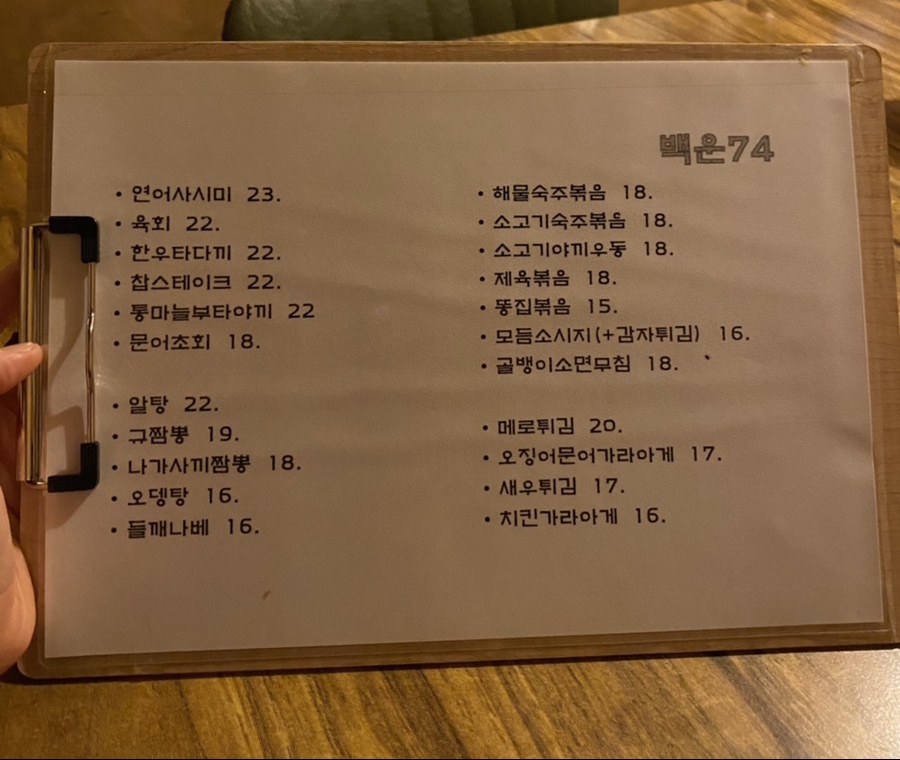 백운74
• 연어사시미 23.
• 육회 22.
• 한우타다끼 22.
• 찹스테이크 22.
• 통마늘부타야끼 22
• 문어초회 18.
• 알탕 22.
• 규짬뽕 19.
• 나가사끼짬뽕 18.
• 오뎅탕 16.
• 들깨나베 16.
• 해물숙주볶음 18.
• 소고기숙주볶음 18.
• 소고기야끼우동 18.
• 제육볶음 18.
• 똥집볶음 15.
• 모듬소시지(+감자튀김) 16.
• 골뱅이소면무침 18.
• 메로튀김 20.
• 오징어문어가라아게 17.
• 새우튀김 17.
• 치킨가라아게 16.